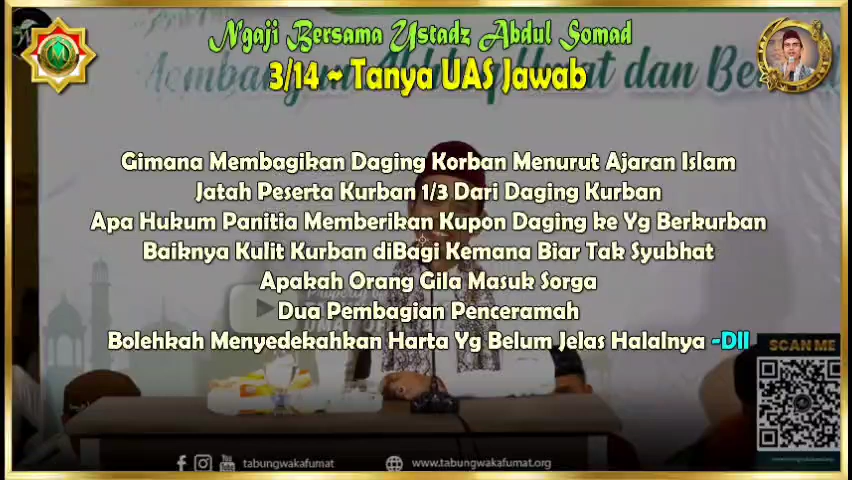 Ngaji Bersama Ustadz Abdul Somad
3/14 ~ Tanya UAS Jawab
Gimana Membagikan Daging Korban Menurut Ajaran Islam
Jatah Peserta Kurban 1/3 Dari Daging Kurban
Apa Hukum Panitia Memberikan Kupon Daging ke Yg Berkurban
Baiknya Kulit Kurban diBagi Kemana Biar Tak Syubhat
Apakah Orang Gila Masuk Sorga
Dua Pembagian Penceramah
Bolehkah Menyedekahkan Harta Yg Belum Jelas Halalnya -Dll
SCAN ME
tabungwakafumat
www.tabungwakafumat.org